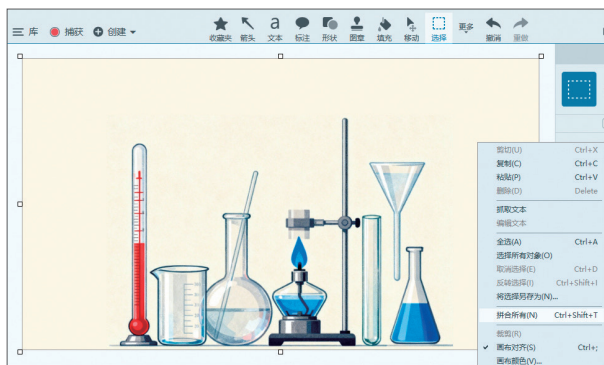 库 捕获 创建
收藏夹 箭头 文本 标注 形状 图章 填充 移动 选择 更多 撤消 重做
剪切(U) Ctrl+X
复制(C) Ctrl+C
粘贴(P) Ctrl+V
删除(D) Delete
抓取文本
编辑文本
全选(A) Ctrl+A
选择所有对象(O)
取消选择(E) Ctrl+D
反转选择(I) Ctrl+Shift+I
将选择另存为(N)...
拼合所有(N) Ctrl+Shift+T
裁剪(R)
✓ 画布对齐(S) Ctrl+;
画布颜色(V)...